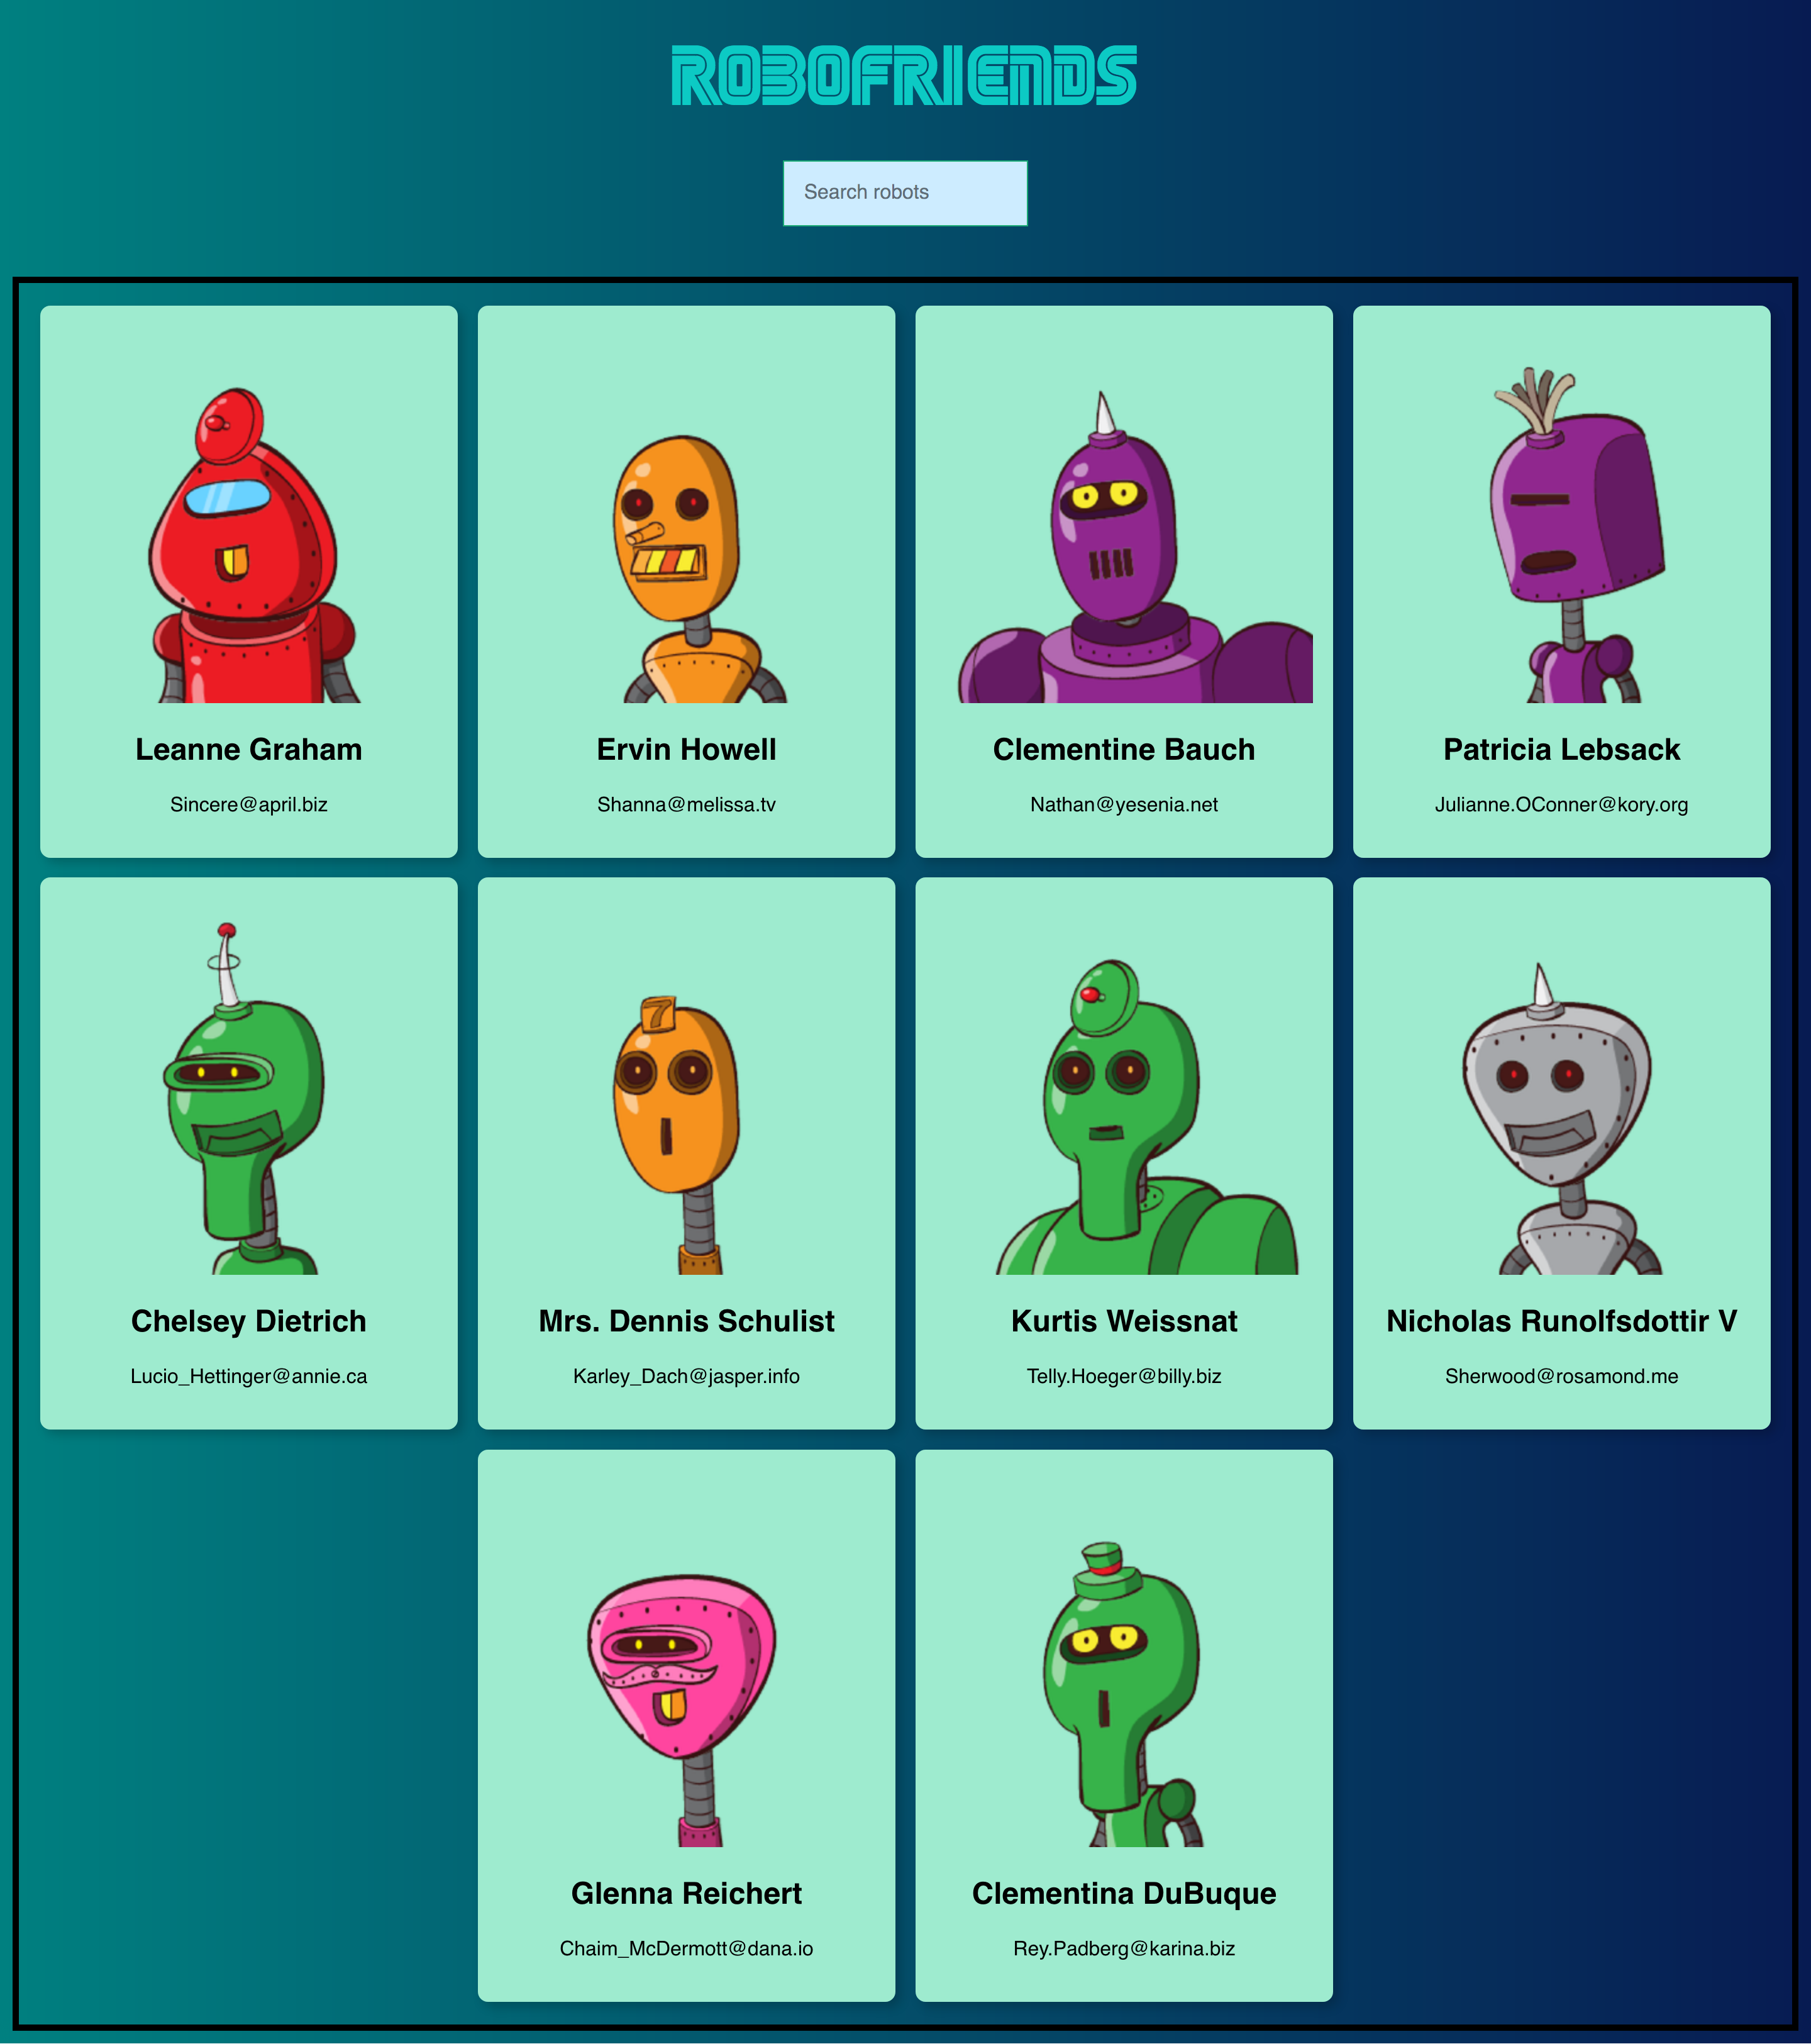 ROBOFRIENDS
Search robots
Leanne Graham
Sincere@april.biz
Ervin Howell
Shanna@melissa.tv
Clementine Bauch
Nathan@yesenia.net
Patricia Lebsack
Julianne.OConner@kory.org
Chelsey Dietrich
Lucio_Hettinger@annie.ca
7
Mrs. Dennis Schulist
Karley_Dach@jasper.info
Kurtis Weissnat
Telly.Hoeger@billy.biz
Nicholas Runolfsdottir V
Sherwood@rosamond.me
Glenna Reichert
Chaim_McDermott@dana.io
Clementina DuBuque
Rey.Padberg@karina.biz